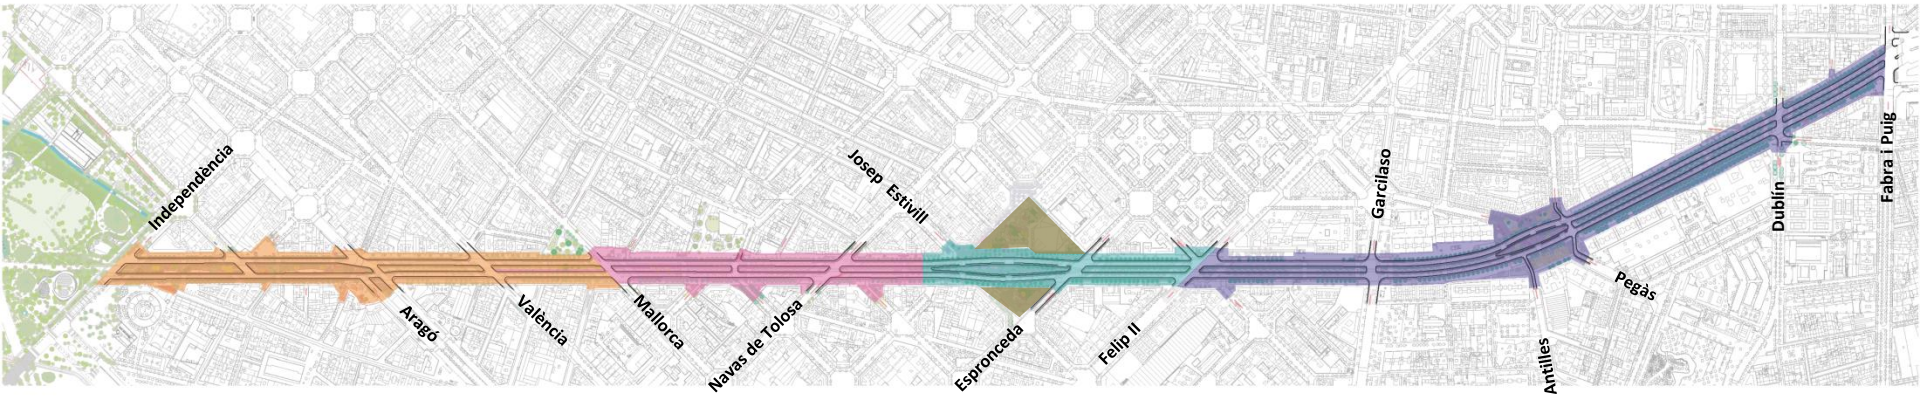 Independència
Aragó
València
Mallorca
Navas de Tolosa
Josep Estivill
Espronceda
Felip II
Garcilaso
Antilles
Pegàs
Dublín
Fabra i Puig